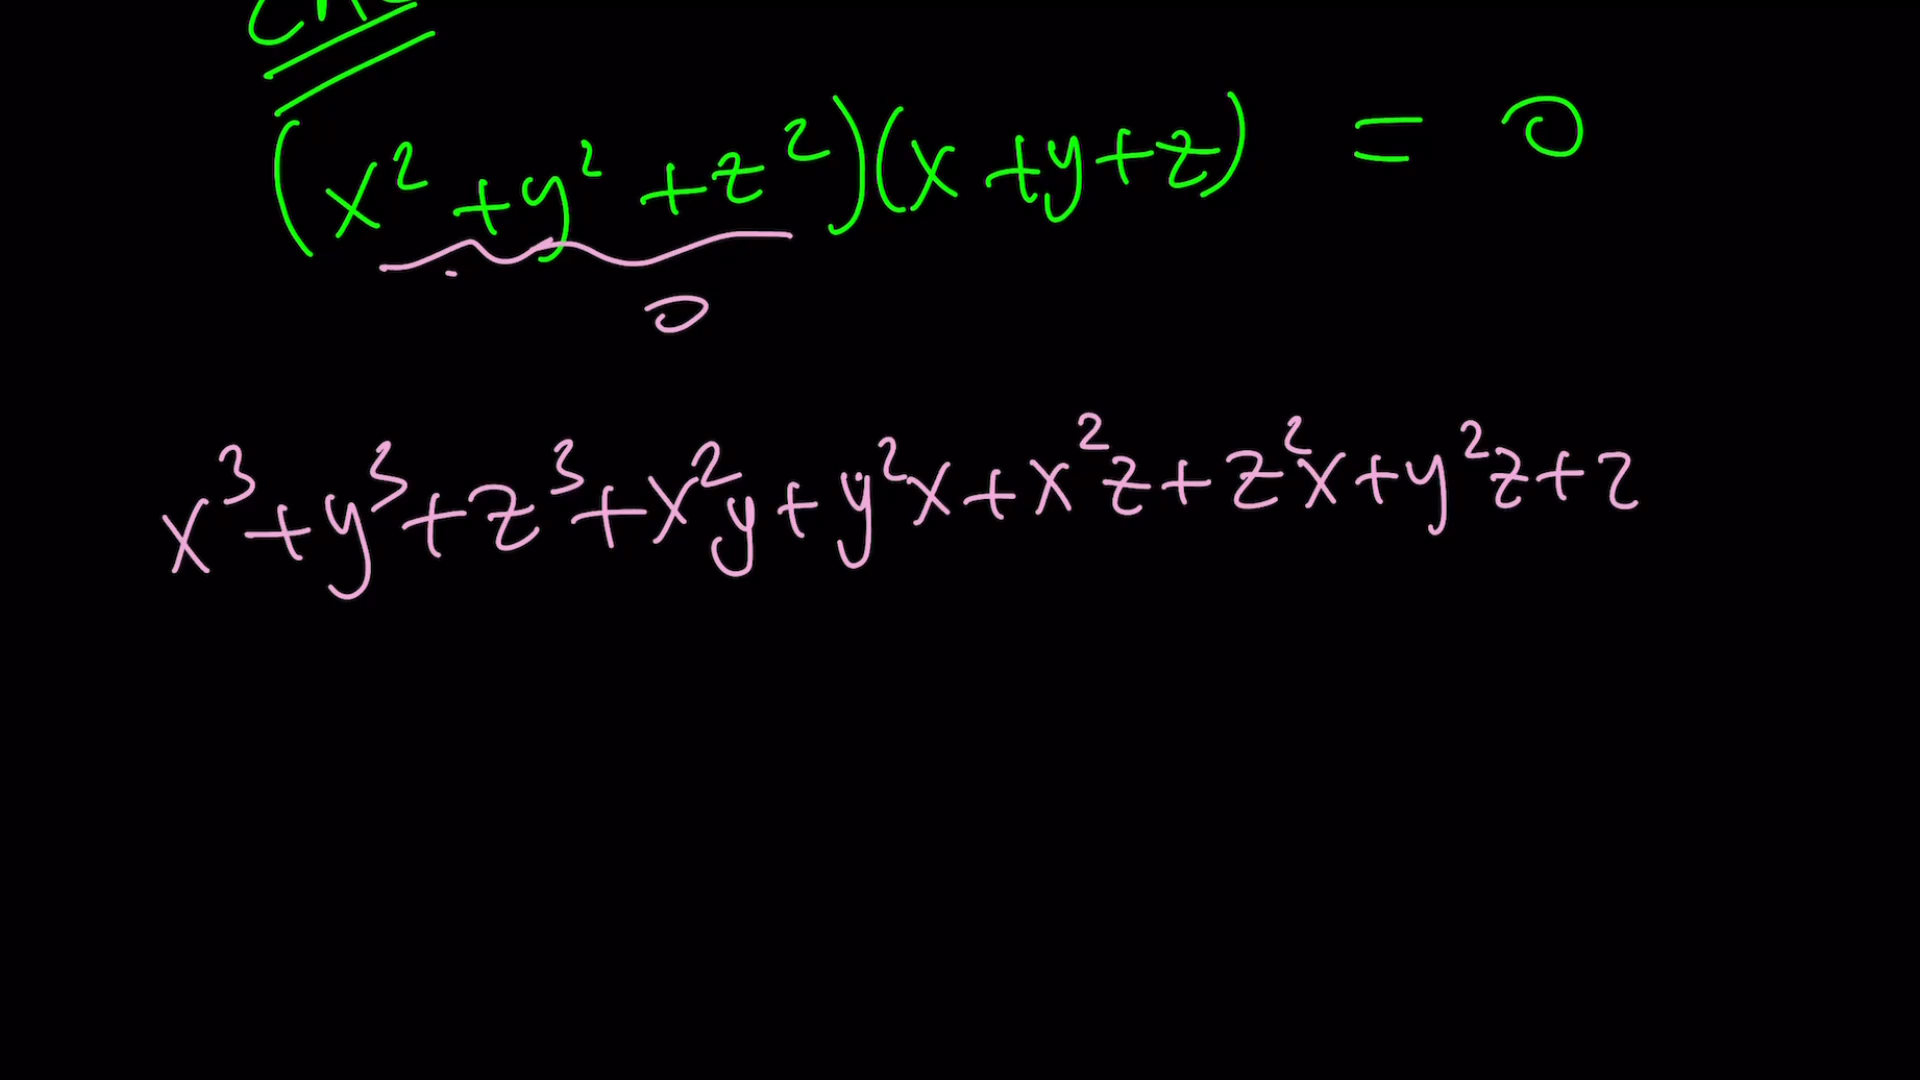 (x² + y² + z²)(x + y + z) = 0
0
x³ + y³ + z³ + x²y + y²x + x²z + z²x + y²z + z